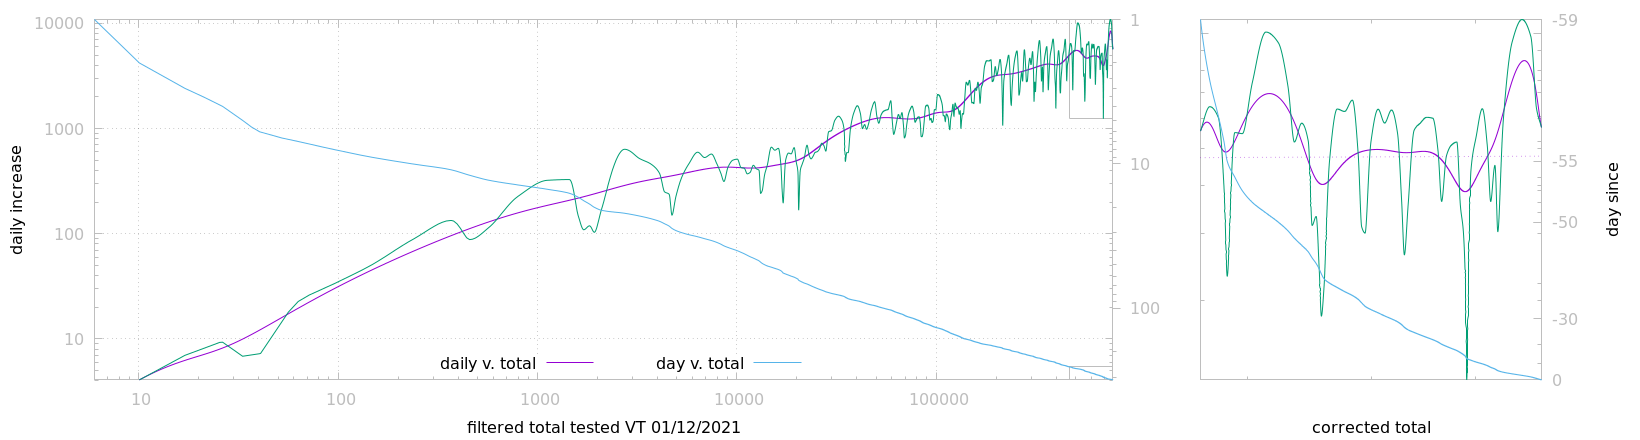 10000
1000
100
10
daily increase
10
100
1000
10000
100000
filtered total tested VT 01/12/2021
daily v. total
day v. total
1
10
100
-59
-55
-50
-30
0
day since
corrected total